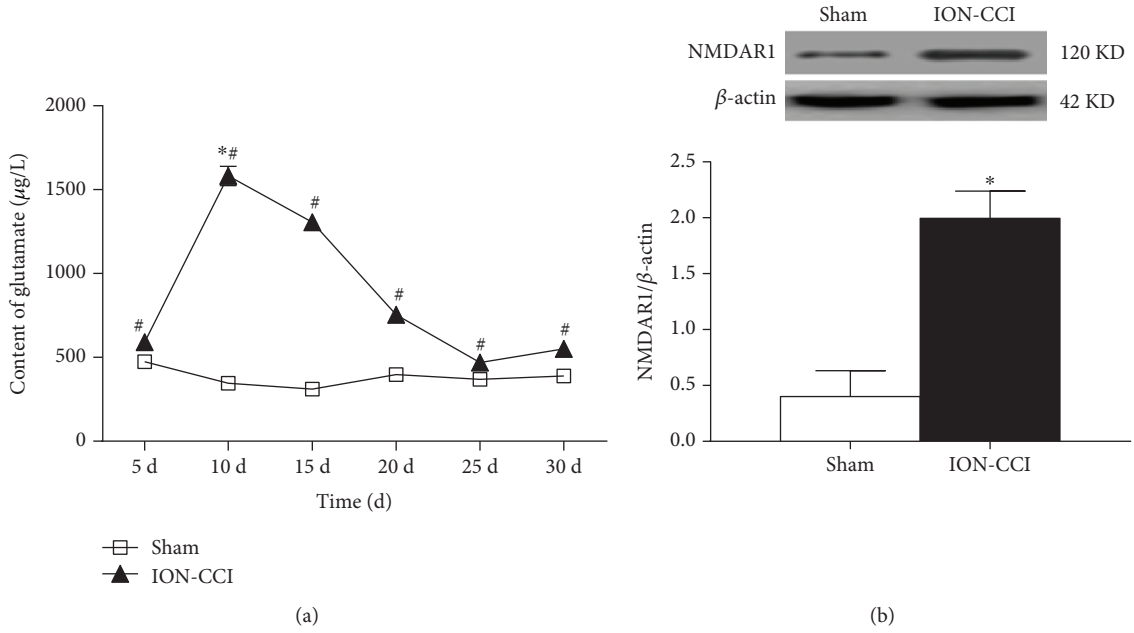 2000
1500
1000
500
0
Content of glutamate (μg/L)
*#
#
#
#
#
#
5 d 10 d 15 d 20 d 25 d 30 d
Time (d)
Sham
ION-CCI
(a)
Sham ION-CCI
NMDAR1 120 KD
β-actin 42 KD
2.5
2.0
1.5
1.0
0.5
0.0
NMDAR1/β-actin
*
Sham ION-CCI
(b)